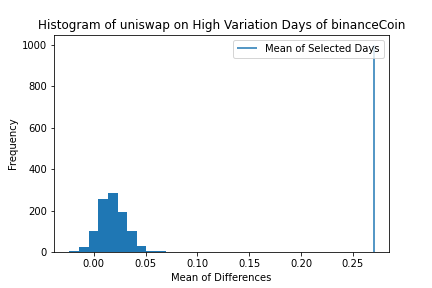 Histogram of uniswap on High Variation Days of binanceCoin
1000
800
600
400
200
0
Frequency
Mean of Selected Days
0.00 0.05 0.10 0.15 0.20 0.25
Mean of Differences